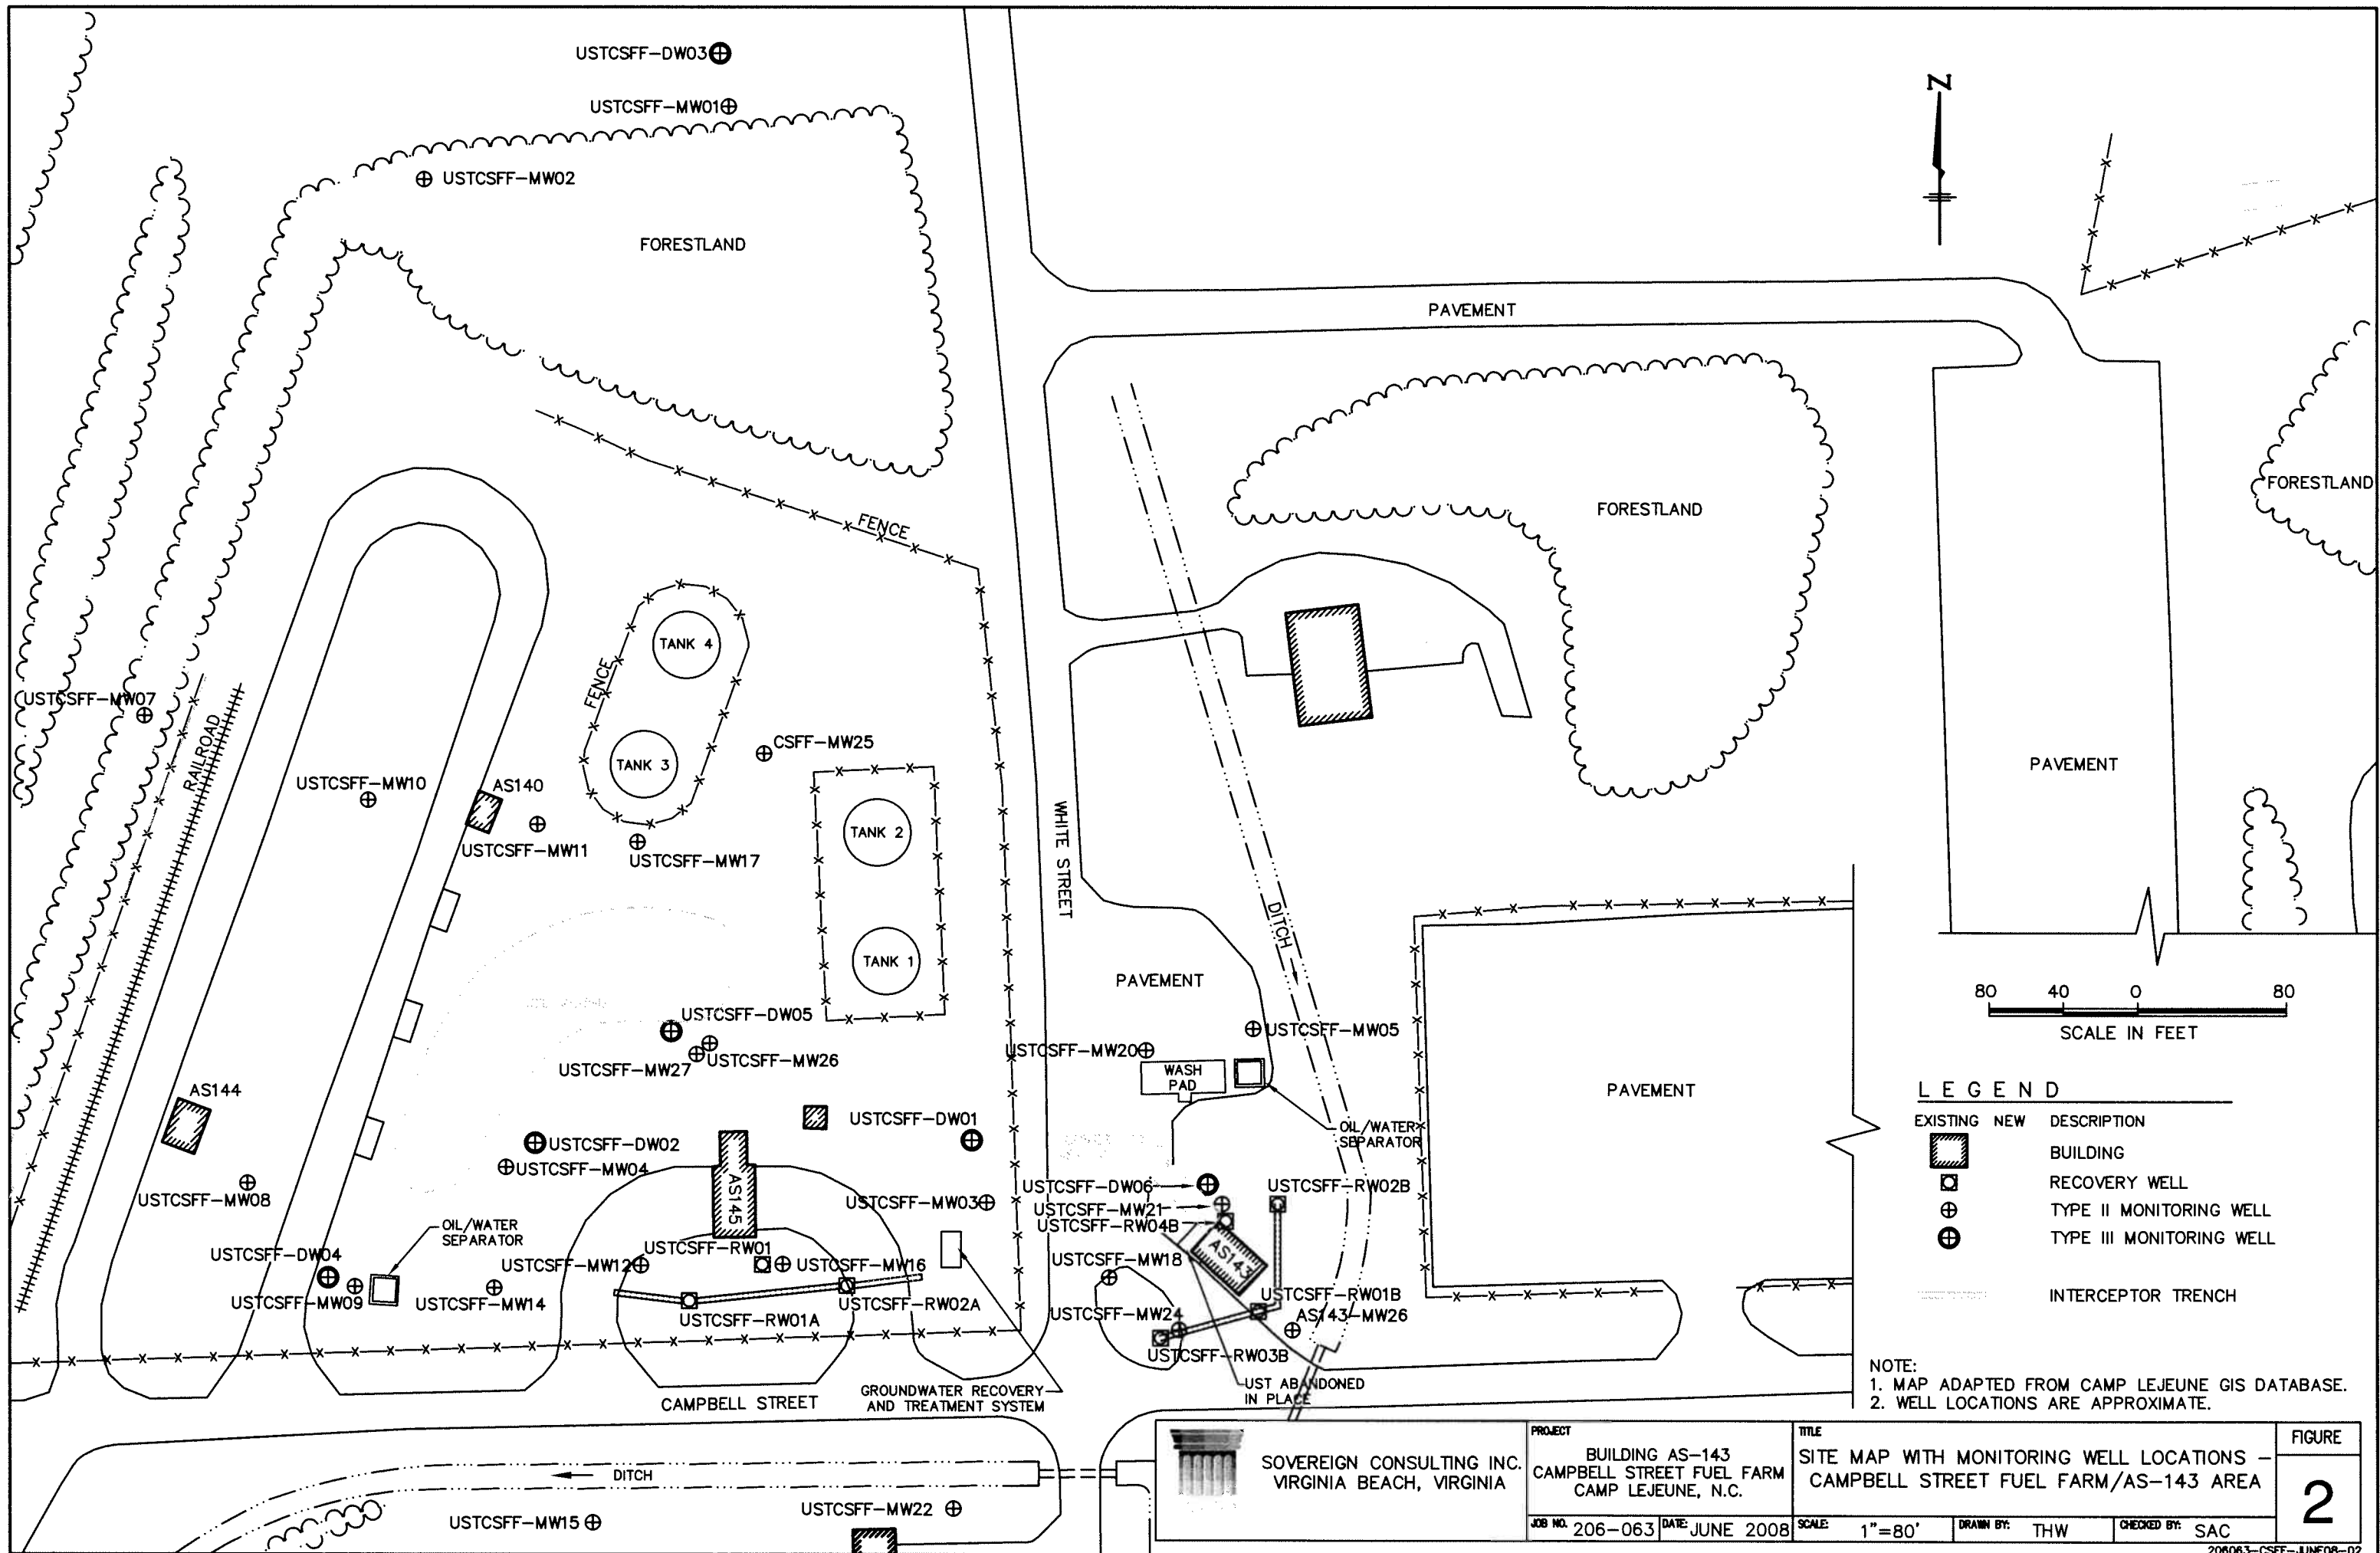 USTCSFF-DW03
USTCSFF-MW01
USTCSFF-MW02
FORESTLAND
N
PAVEMENT
FORESTLAND
FORESTLAND
FENCE
TANK 4
FENCE
TANK 3
USTCSFF-MW07
RAILROAD
CSFF-MW25
USTCSFF-MW10
AS140
USTCSFF-MW11
USTCSFF-MW17
TANK 2
TANK 1
WHITE STREET
DITCH
PAVEMENT
PAVEMENT
PAVEMENT
USTCSFF-DW05
USTCSFF-MW26
USTCSFF-MW27
USTCSFF-MW05
USTCSFF-MW20
WASH
PAD
OIL/WATER
SEPARATOR
AS144
USTCSFF-DW01
USTCSFF-DW02
USTCSFF-MW04
USTCSFF-MW08
AS145
USTCSFF-MW03
USTCSFF-DW06
USTCSFF-MW21
USTCSFF-RW04B
USTCSFF-RW02B
AS143
OIL/WATER
SEPARATOR
USTCSFF-DW04
USTCSFF-MW09
USTCSFF-MW14
USTCSFF-MW12
USTCSFF-RW01
USTCSFF-MW16
USTCSFF-RW02A
USTCSFF-RW01A
USTCSFF-MW18
USTCSFF-MW24
USTCSFF-RW01B
AS143-MW26
USTCSFF-RW03B
UST ABANDONED
IN PLACE
CAMPBELL STREET
GROUNDWATER RECOVERY
AND TREATMENT SYSTEM
DITCH
USTCSFF-MW15
USTCSFF-MW22
80 40 0 80
SCALE IN FEET
LEGEND
EXISTING NEW DESCRIPTION
BUILDING
RECOVERY WELL
TYPE II MONITORING WELL
TYPE III MONITORING WELL
INTERCEPTOR TRENCH
NOTE:
1. MAP ADAPTED FROM CAMP LEJEUNE GIS DATABASE.
2. WELL LOCATIONS ARE APPROXIMATE.
SOVEREIGN CONSULTING INC.
VIRGINIA BEACH, VIRGINIA
PROJECT
BUILDING AS-143
CAMPBELL STREET FUEL FARM
CAMP LEJEUNE, N.C.
JOB NO. 206-063 DATE: JUNE 2008
TITLE
SITE MAP WITH MONITORING WELL LOCATIONS -
CAMPBELL STREET FUEL FARM/AS-143 AREA
SCALE: 1"=80' DRAWN BY: THW CHECKED BY: SAC
FIGURE
2
206063-CSFF-JUNE08-02